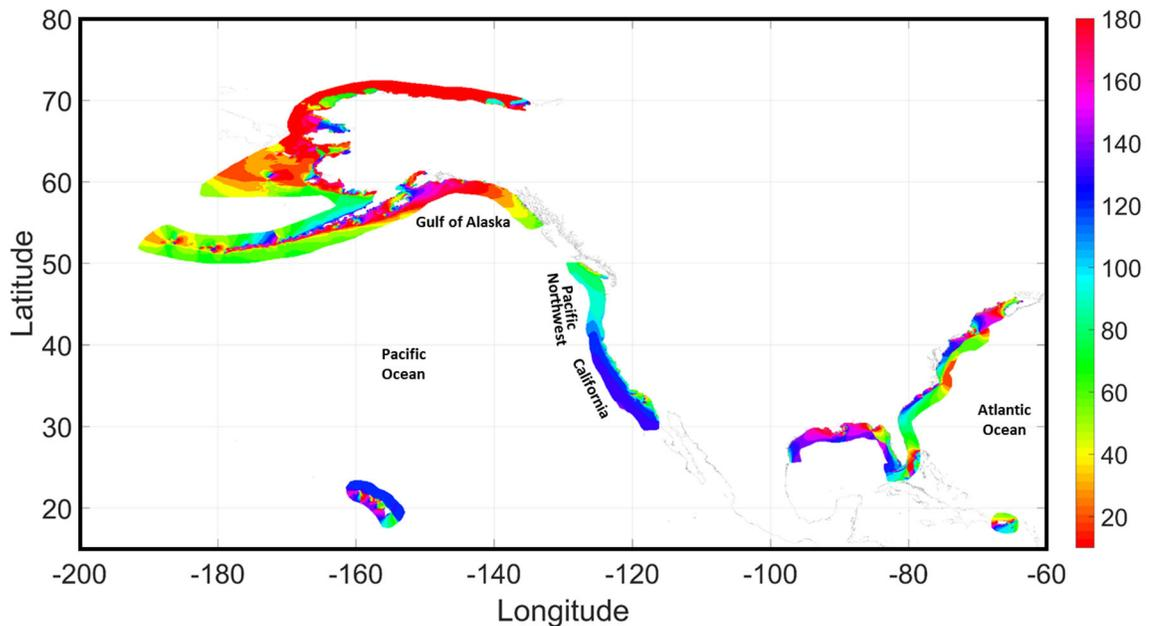 80
70
60
50
40
30
20
Latitude
-200
-180
-160
-140
-120
-100
-80
-60
Longitude
Gulf of Alaska
Pacific
Northwest
California
Pacific
Ocean
Atlantic
Ocean
180
160
140
120
100
80
60
40
20